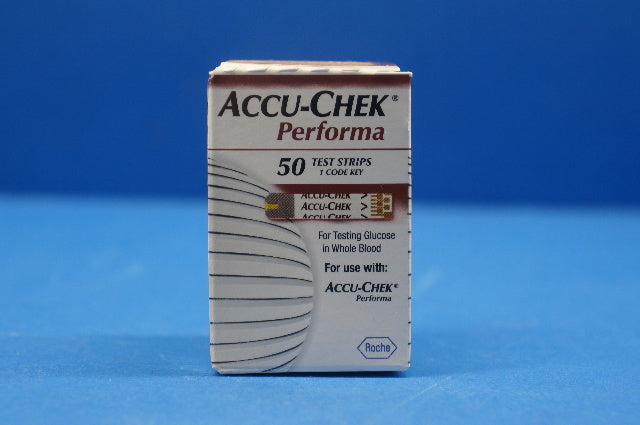 ACCU-CHEK®
Performa
50 TEST STRIPS
1 CODE KEY
ACCU-CHEK >
ACCU-CHEK >
ACCU-CHEK >
For Testing Glucose
in Whole Blood
For use with:
ACCU-CHEK®
Performa
Roche